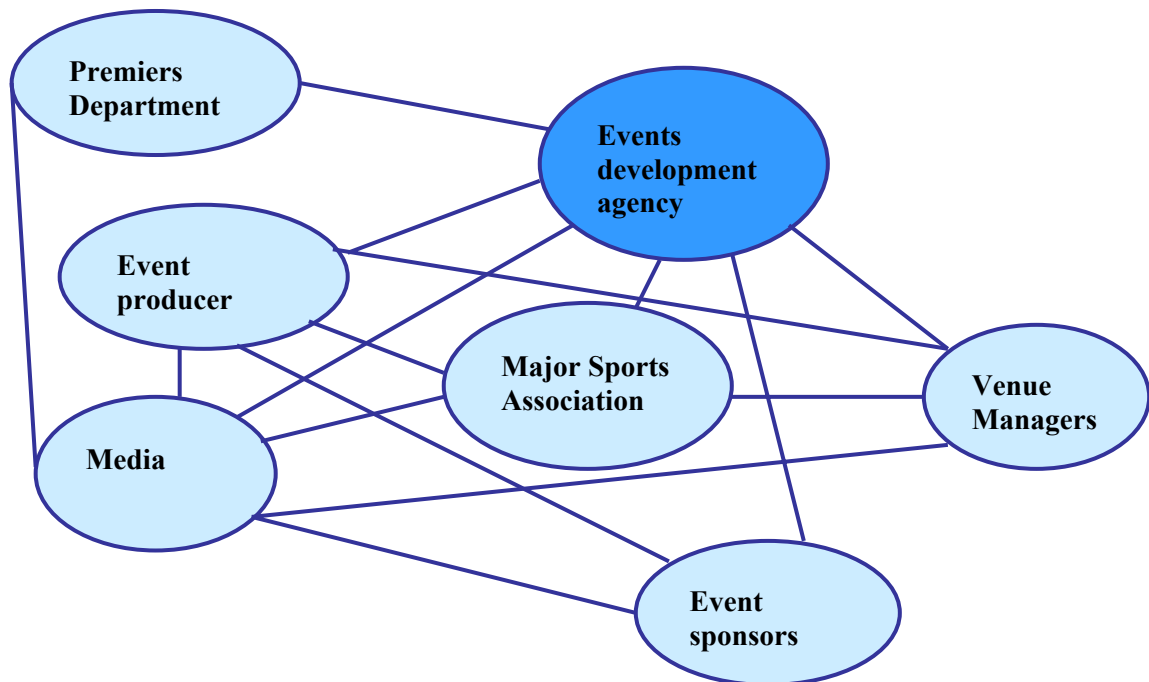 Premiers
Department
Events
development
agency
Event
producer
Major Sports
Association
Venue
Managers
Media
Event
sponsors